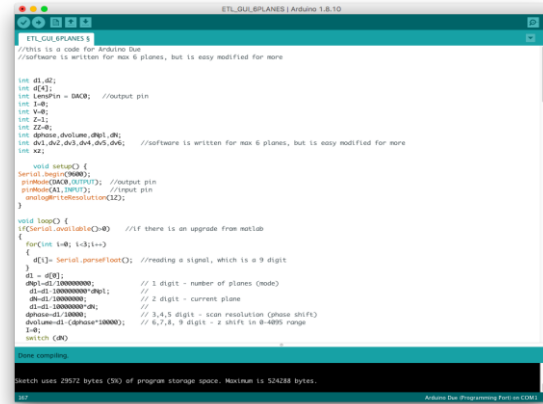 ETL_GUI_6PLANES | Arduino 1.8.10
ETL_GUI_6PLANES §
//this is a code for Arduino Due
//software is written for max 6 planes, but is easy modified for more
int d1,d2;
int d[4];
int LensPin = DAC0; //output pin
int I=0;
int V=0;
int Z=1;
int ZZ=0;
int dphase,dvolume,dNpl,dN;
int dv1,dv2,dv3,dv4,dv5,dv6; //software is written for max 6 planes, but is easy modified for more
int xz;
void setup() {
Serial.begin(9600);
pinMode(DAC0,OUTPUT); //output pin
pinMode(A1,INPUT); //input pin
analogWriteResolution(12);
}
void loop() {
if(Serial.available()>0) //if there is an upgrade from matlab
{
for(int i=0; i<3;i++)
{
d[i]= Serial.parseFloat(); //reading a signal, which is a 9 digit
}
d1 = d[0];
dNpl=d1/100000000; // 1 digit - number of planes (mode)
d1=d1-100000000*dNpl; //
dN=d1/10000000; // 2 digit - current plane
d1=d1-10000000*dN; //
dphase=d1/10000; // 3,4,5 digit - scan resolution (phase shift)
dvolume=d1-(dphase*10000); // 6,7,8, 9 digit - z shift in 0-4095 range
I=0;
switch (dN)
Done compiling.
Sketch uses 29572 bytes (5%) of program storage space. Maximum is 524288 bytes.
367
Arduino Due (Programming Port) on COM1